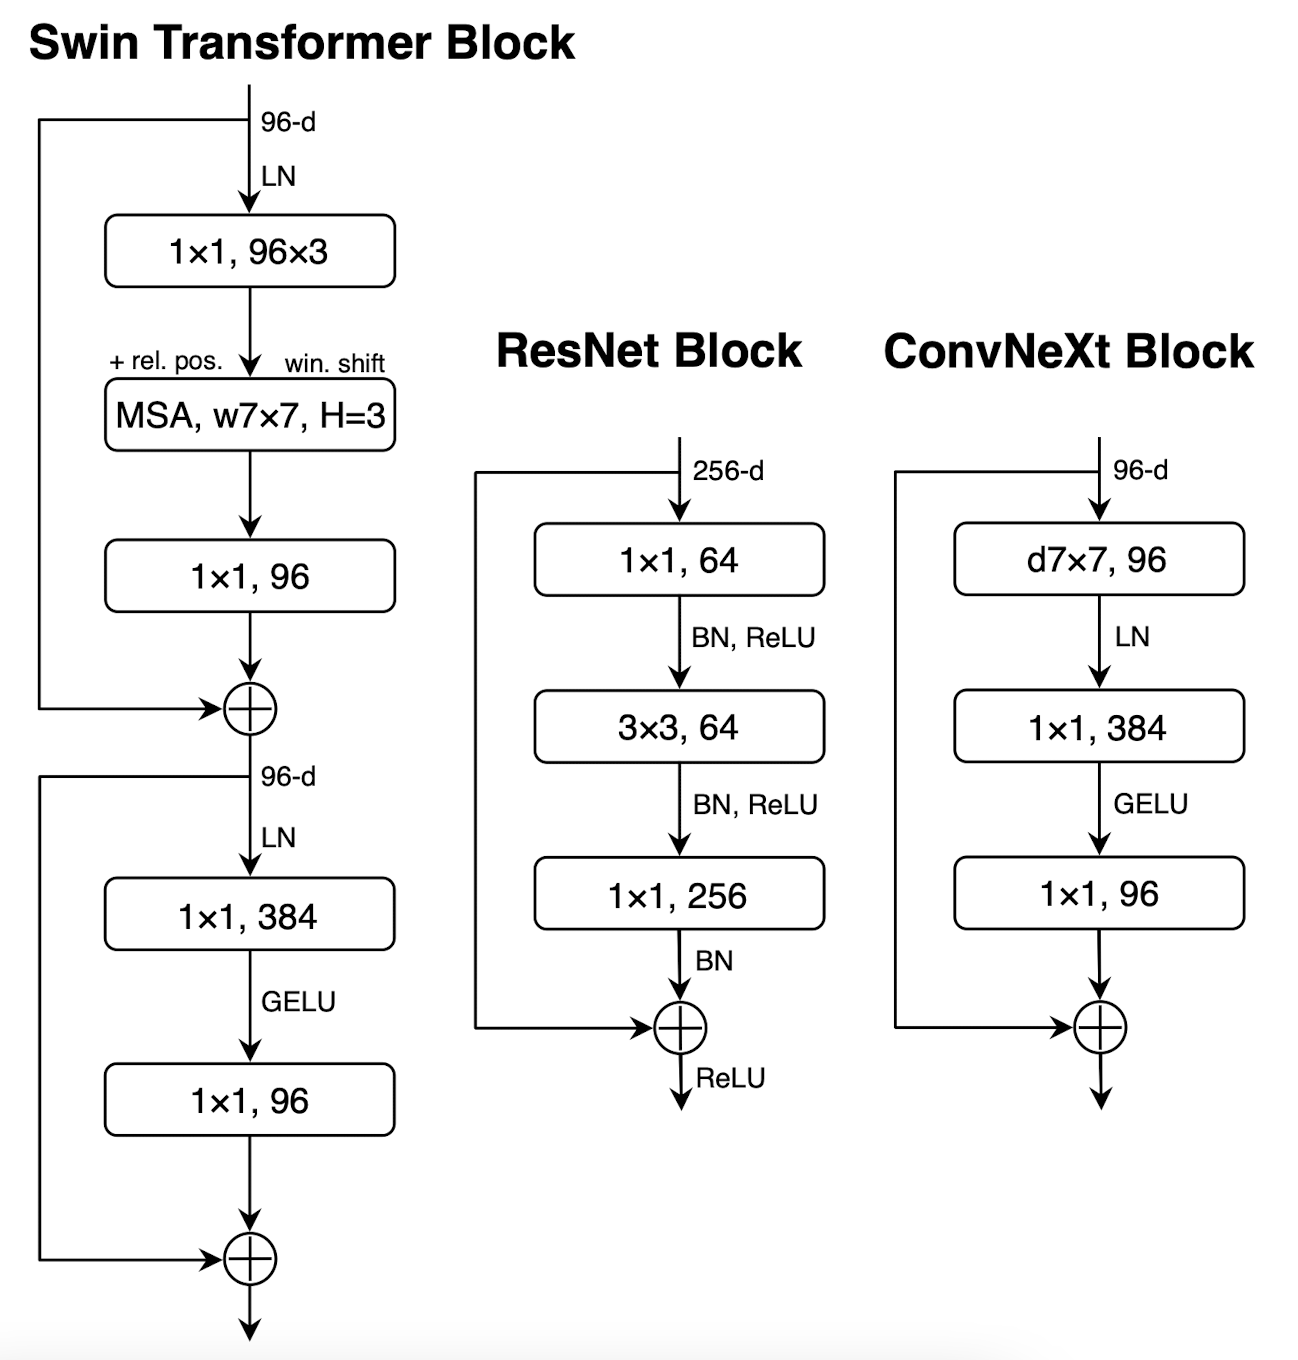 Swin Transformer Block
96-d
LN
1×1, 96×3
+ rel. pos.
win. shift
MSA, w7×7, H=3
1×1, 96
96-d
LN
1×1, 384
GELU
1×1, 96
ResNet Block
256-d
1×1, 64
BN, ReLU
3×3, 64
BN, ReLU
1×1, 256
BN
ReLU
ConvNeXt Block
96-d
d7×7, 96
LN
1×1, 384
GELU
1×1, 96